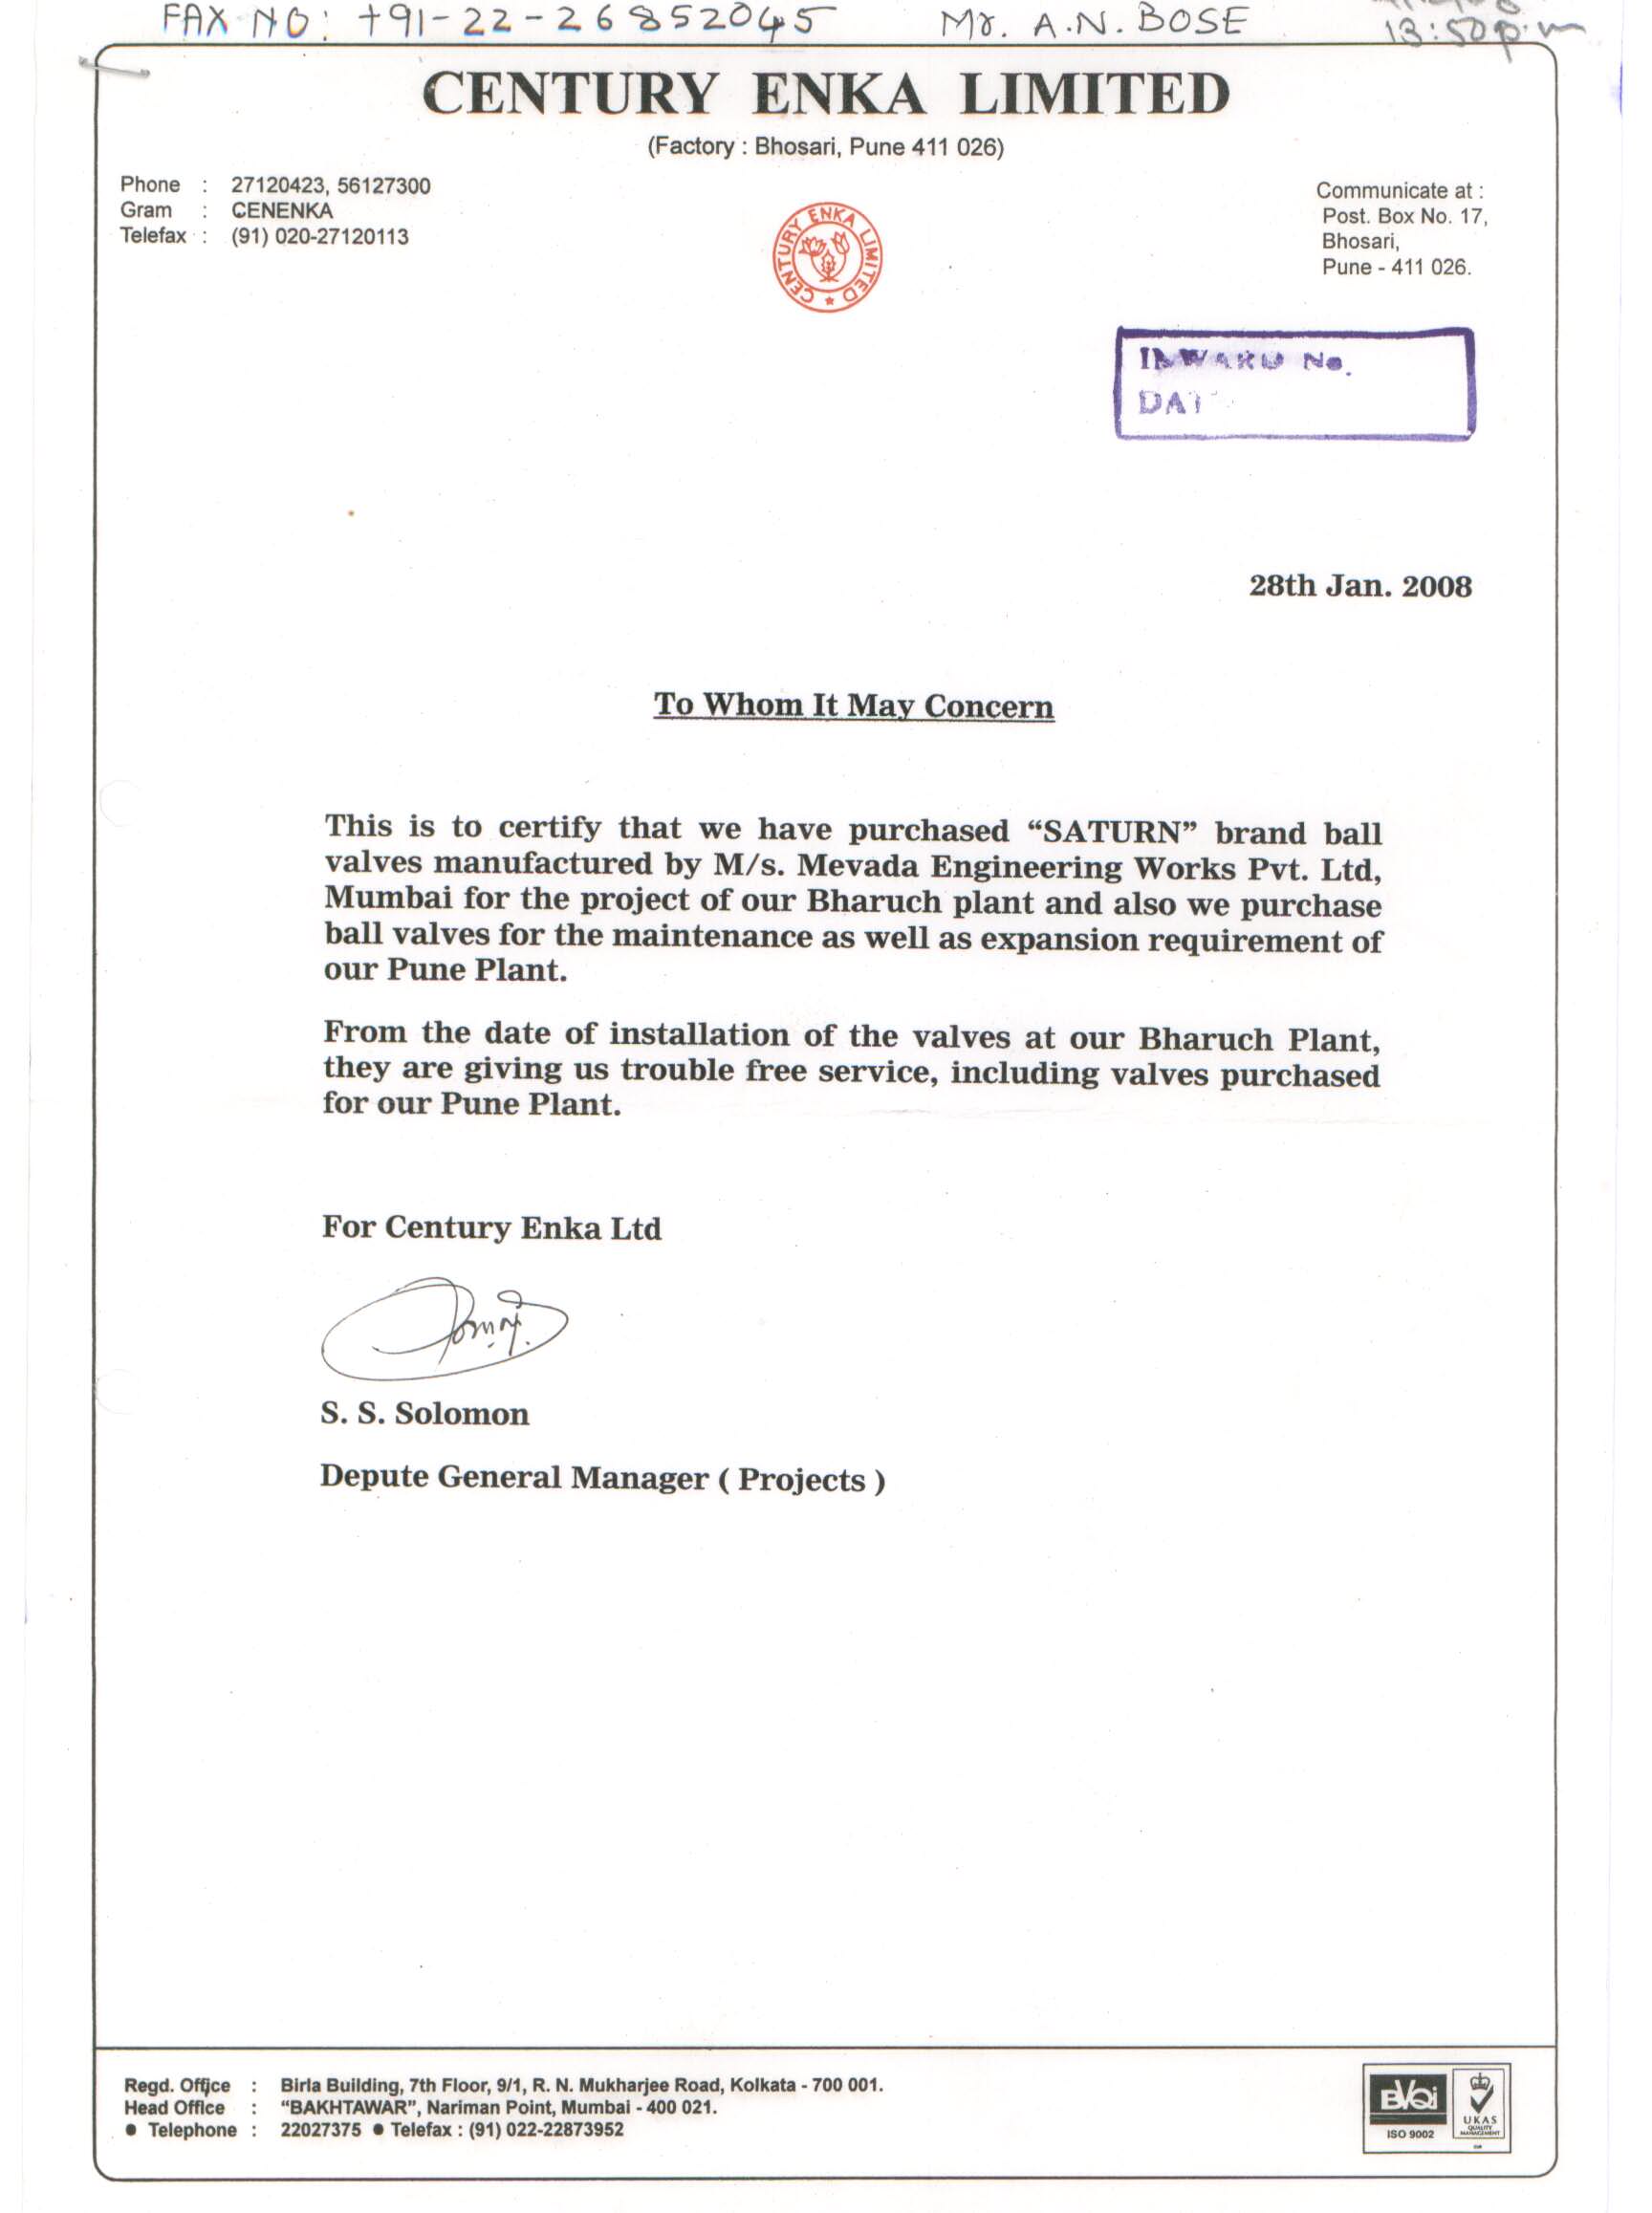 FAX NO: +91-22-26852045 Mr. A.N. BOSE
13:50 p.m
CENTURY ENKA LIMITED
(Factory : Bhosari, Pune 411 026)
Phone : 27120423, 56127300
Gram : CENENKA
Telefax : (91) 020-27120113
CENTURY ENKA LIMITED
Communicate at :
Post. Box No. 17,
Bhosari,
Pune - 411 026.
INWARD No.
28th Jan. 2008
To Whom It May Concern
This is to certify that we have purchased “SATURN” brand ball
valves manufactured by M/s. Mevada Engineering Works Pvt. Ltd,
Mumbai for the project of our Bharuch plant and also we purchase
ball valves for the maintenance as well as expansion requirement of
our Pune Plant.
From the date of installation of the valves at our Bharuch Plant,
they are giving us trouble free service, including valves purchased
for our Pune Plant.
For Century Enka Ltd
S. S. Solomon
Depute General Manager ( Projects )
Regd. Office : Birla Building, 7th Floor, 9/1, R. N. Mukharjee Road, Kolkata - 700 001.
Head Office : “BAKHTAWAR”, Nariman Point, Mumbai - 400 021.
● Telephone : 22027375 ● Telefax : (91) 022-22873952
BVQi
ISO 9002
UKAS
QUALITY
MANAGEMENT